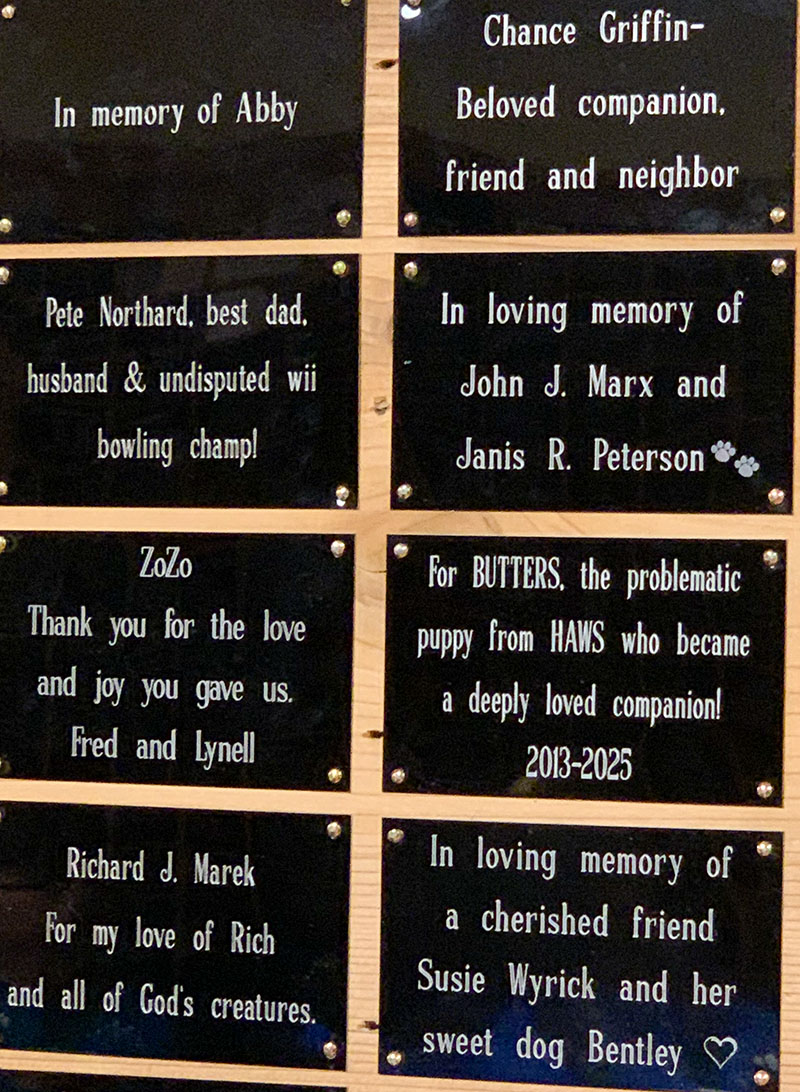 In memory of Abby
Chance Griffin-
Beloved companion,
friend and neighbor
Pete Northard, best dad,
husband & undisputed wii
bowling champ!
In loving memory of
John J. Marx and
Janis R. Peterson
ZoZo
Thank you for the love
and joy you gave us.
Fred and Lynell
For BUTTERS, the problematic
puppy from HAWS who became
a deeply loved companion!
2013-2025
Richard J. Marek
For my love of Rich
and all of God's creatures.
In loving memory of
a cherished friend
Susie Wyrick and her
sweet dog Bentley ♡